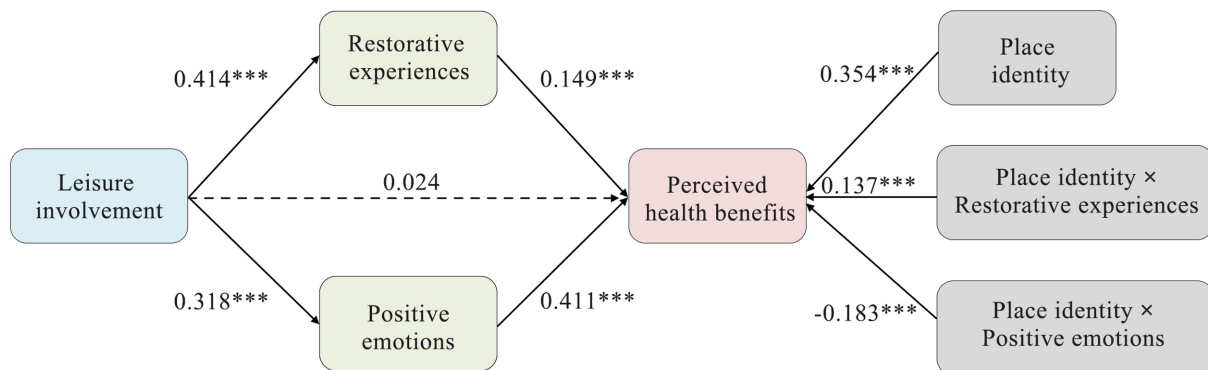 Restorative
experiences
Place
identity
0.414***
0.149***
0.354***
Leisure
involvement
0.024
Perceived
health benefits
0.137***
Place identity ×
Restorative experiences
0.318***
Positive
emotions
0.411***
-0.183***
Place identity ×
Positive emotions